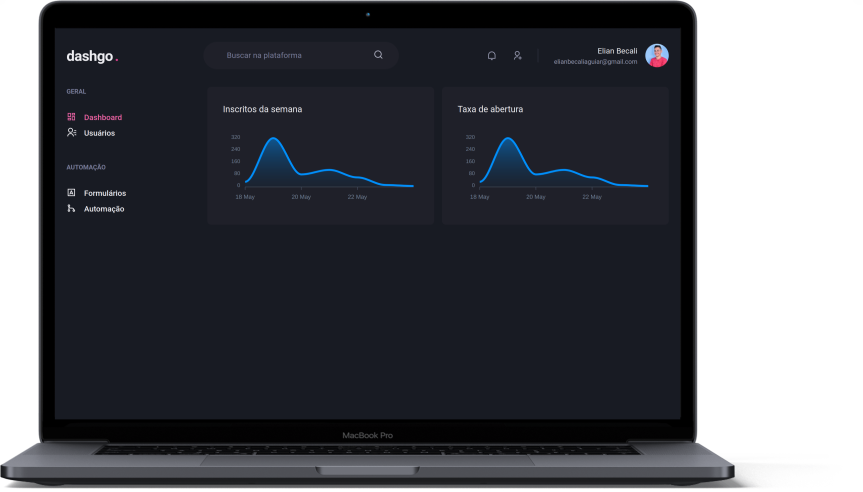 dashgo.
Buscar na plataforma
Elian Becali
elianbecaliaguiar@gmail.com
GERAL
Dashboard
Usuários
AUTOMAÇÃO
Formulários
Automação
Inscritos da semana
320
240
160
80
0
18 May
20 May
22 May
Taxa de abertura
320
240
160
80
0
18 May
20 May
22 May
MacBook Pro